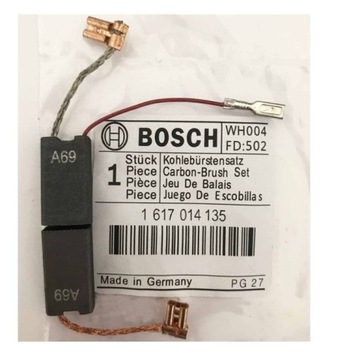 A69
A69
BOSCH
WH004
FD:502
1
Stück Kohlebürstensatz
Piece Carbon-Brush Set
Pièce Jeu De Balais
Piece Juego De Escobillas
1 617 014 135
Made in Germany
PG 27